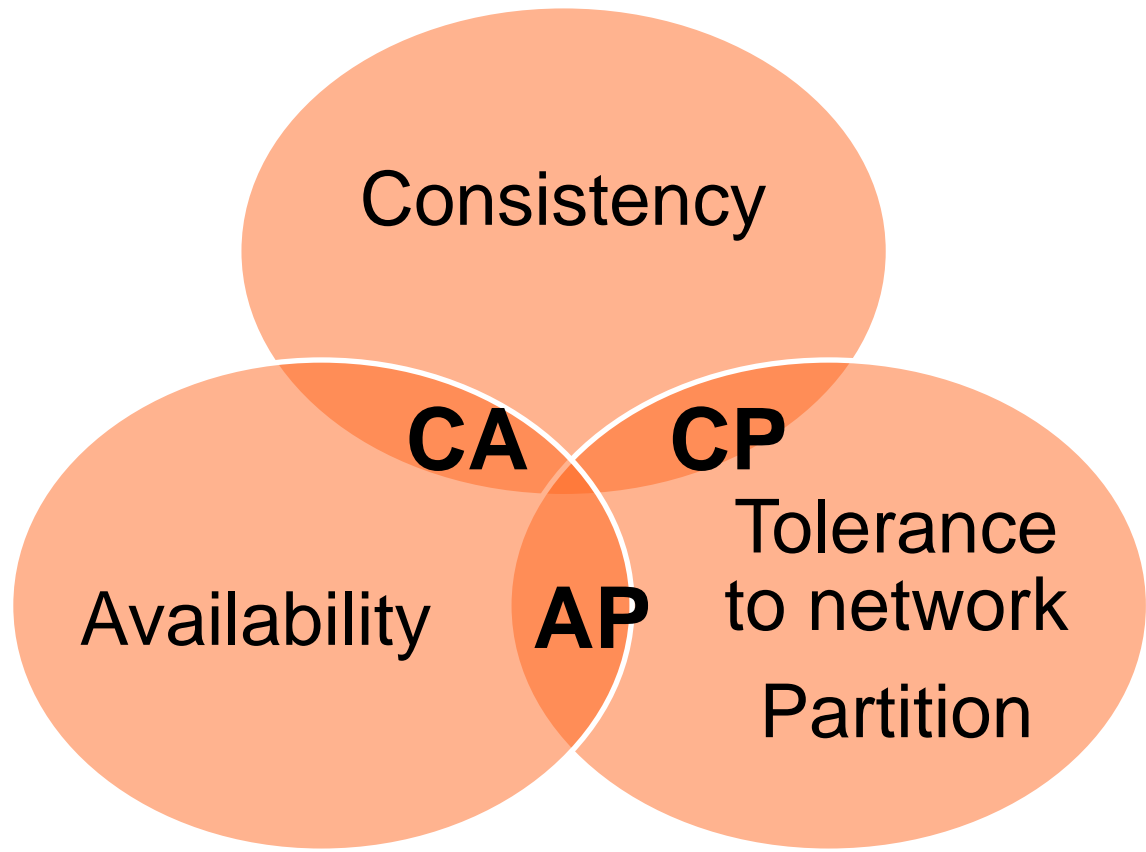 Consistency
CA
CP
Availability
AP
Tolerance
to network
Partition